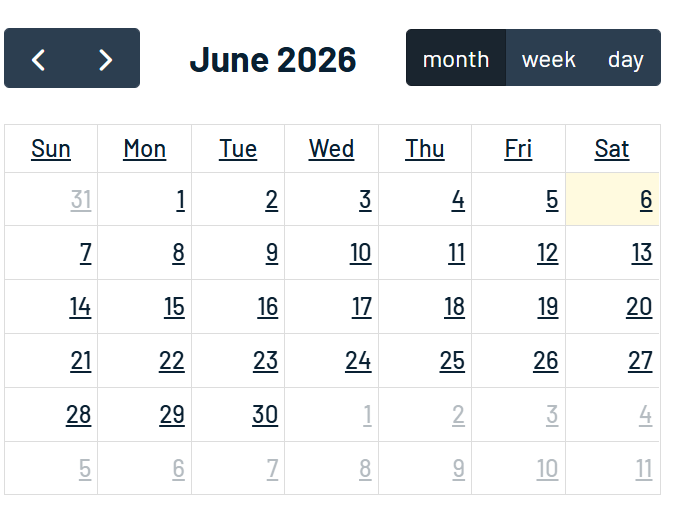 June 2026 month week day
Sun Mon Tue Wed Thu Fri Sat
31 1 2 3 4 5 6
7 8 9 10 11 12 13
14 15 16 17 18 19 20
21 22 23 24 25 26 27
28 29 30 1 2 3 4
5 6 7 8 9 10 11